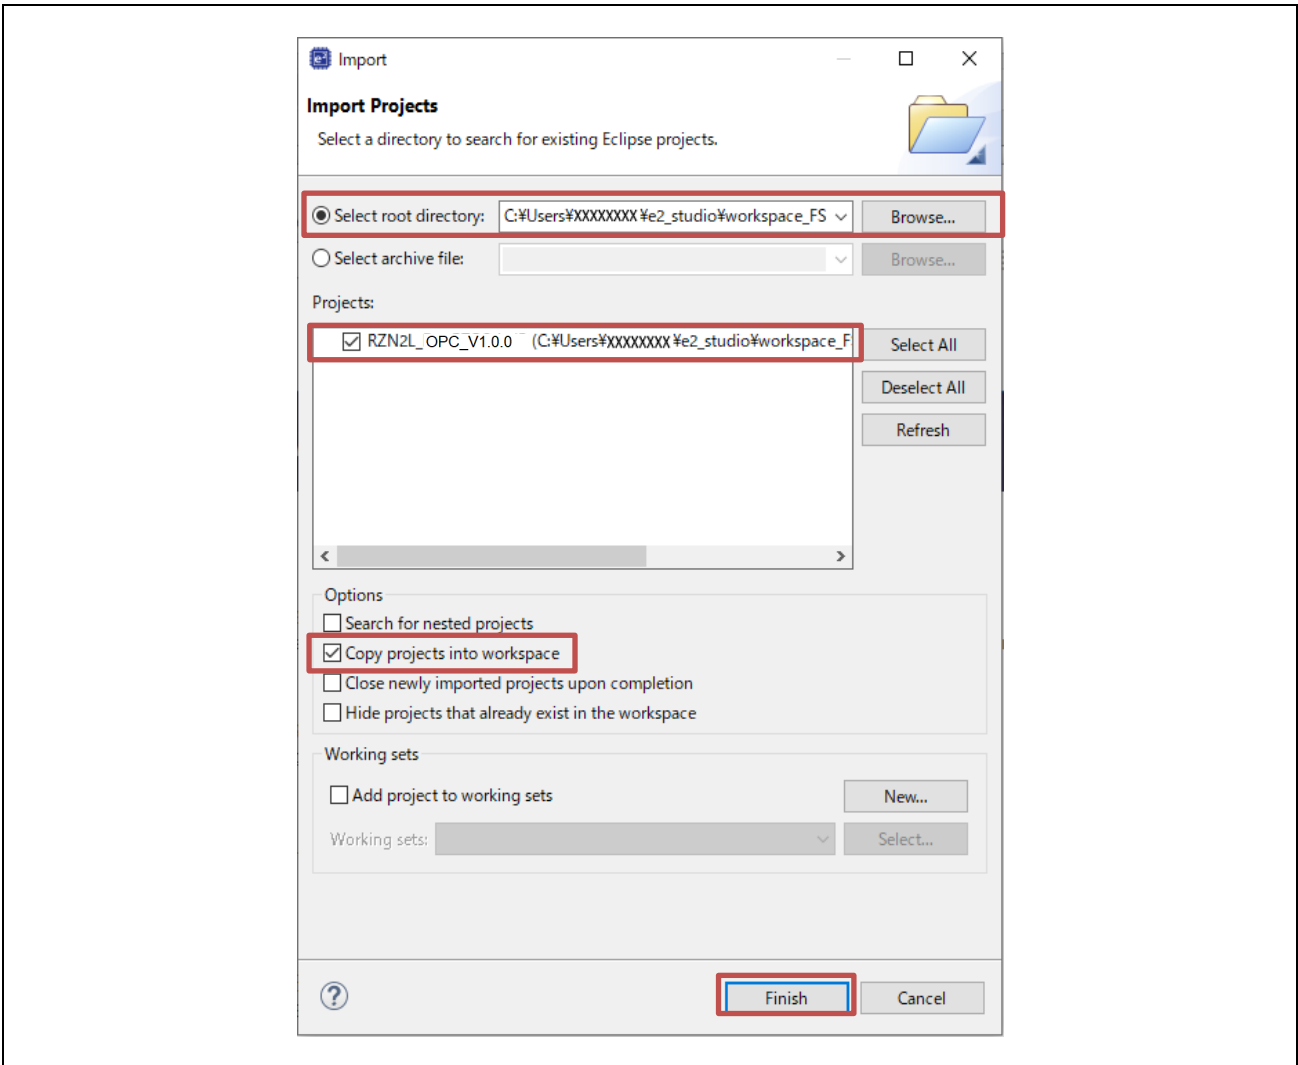 Import
Import Projects
Select a directory to search for existing Eclipse projects.
Select root directory: C:¥Users¥XXXXXXXX¥e2_studio¥workspace_FS Browse...
Select archive file: Browse...
Projects:
RZN2L_OPC_V1.0.0 (C:¥Users¥XXXXXXXX¥e2_studio¥workspace_F Select All
Deselect All
Refresh
Options
Search for nested projects
Copy projects into workspace
Close newly imported projects upon completion
Hide projects that already exist in the workspace
Working sets
Add project to working sets New...
Working sets: Select...
Finish Cancel